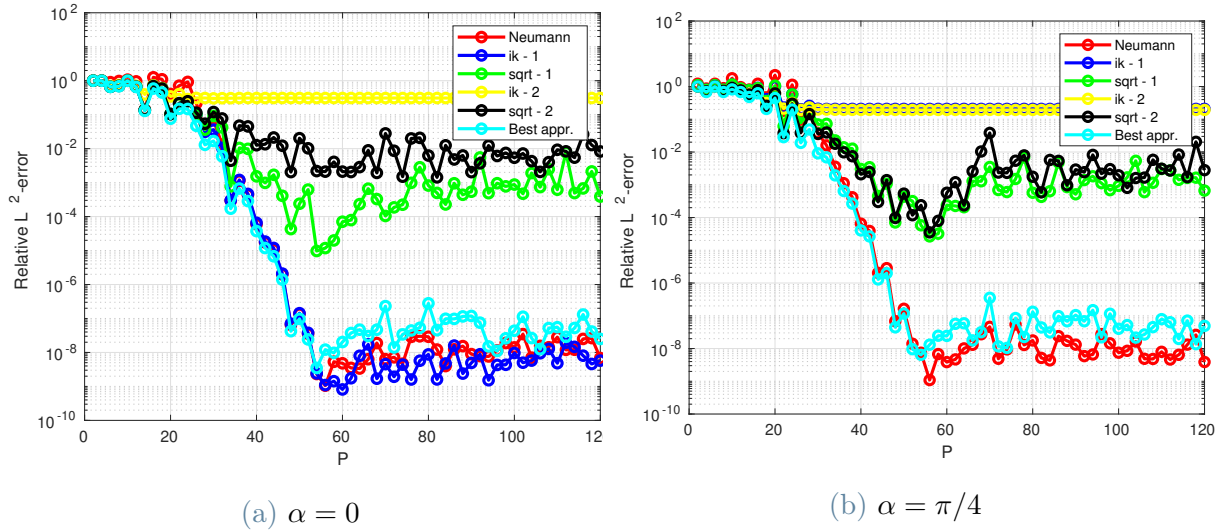 10^2
10^0
10^-2
10^-4
10^-6
10^-8
10^-10
Relative L^2-error
0 20 40 60 80 100 120
P
Neumann
ik - 1
sqrt - 1
ik - 2
sqrt - 2
Best appr.
(a) α = 0
10^2
10^0
10^-2
10^-4
10^-6
10^-8
10^-10
Relative L^2-error
0 20 40 60 80 100 120
P
Neumann
ik - 1
sqrt - 1
ik - 2
sqrt - 2
Best appr.
(b) α = π/4